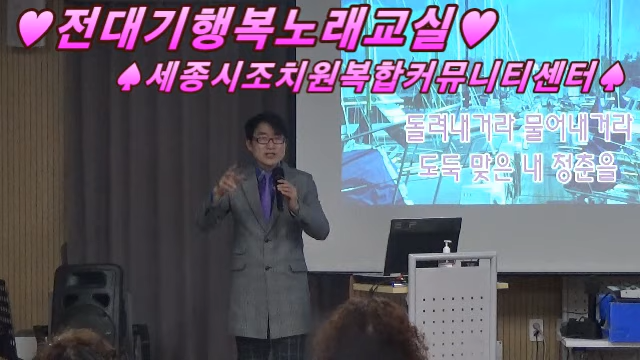 ♥전대기행복노래교실♥
♠세종시조치원복합커뮤니티센터♠
돌려내거라 물어내거라
도둑 맞은 내 청춘을